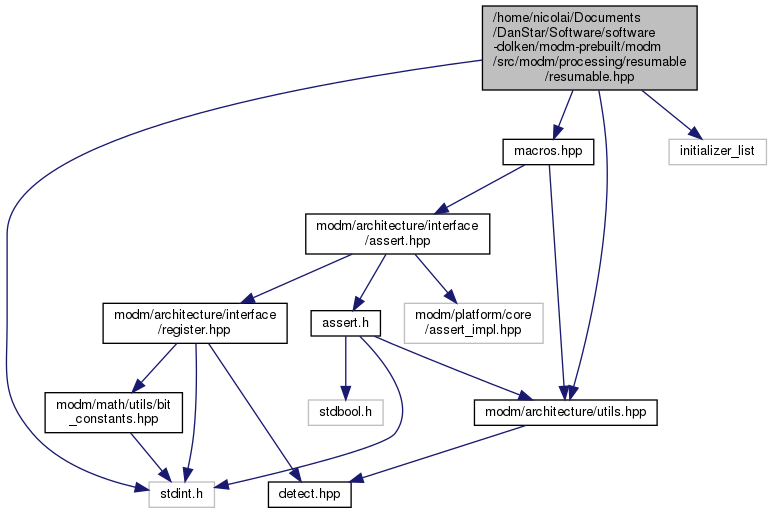 /home/nicolai/Documents
/DanStar/Software/software
-dolken/modm-prebuilt/modm
/src/modm/processing/resumable
/resumable.hpp
macros.hpp
initializer_list
modm/architecture/interface
/assert.hpp
modm/architecture/interface
/register.hpp
assert.h
modm/platform/core
/assert_impl.hpp
modm/math/utils/bit
_constants.hpp
stdbool.h
modm/architecture/utils.hpp
stdint.h
detect.hpp